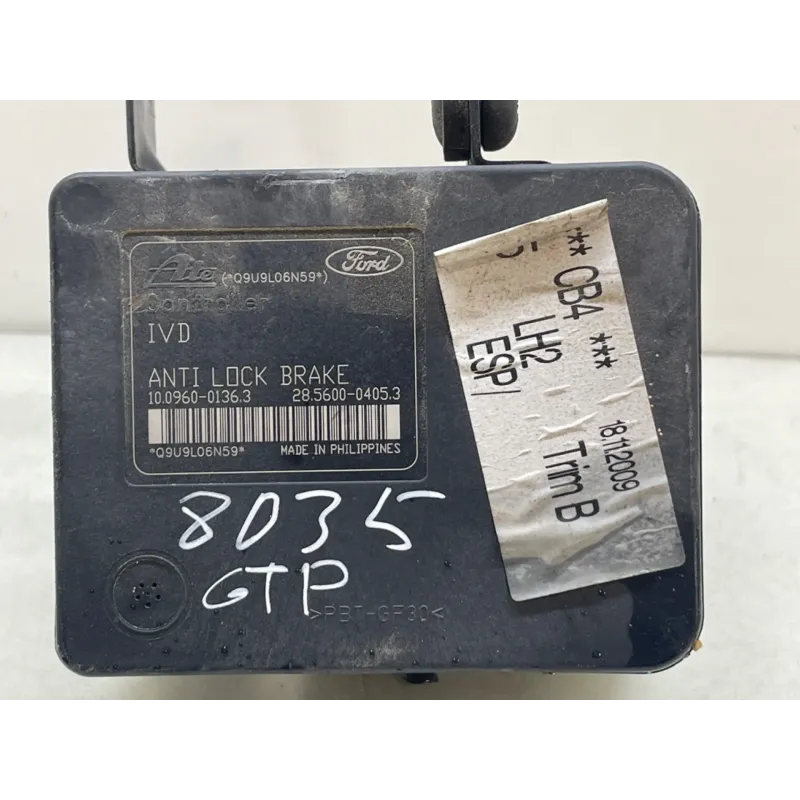 Ate
(*Q9U9L06N59*)
Ford
Controller
IVD
ANTI LOCK BRAKE
10.0960-0136.3
28.5600-0405.3
*Q9U9L06N59*
MADE IN PHILIPPINES
8035
GTP
>PBT-GF30<
*** CB4 ***
18.11.2009
5
LH2
Trim B
ESP/